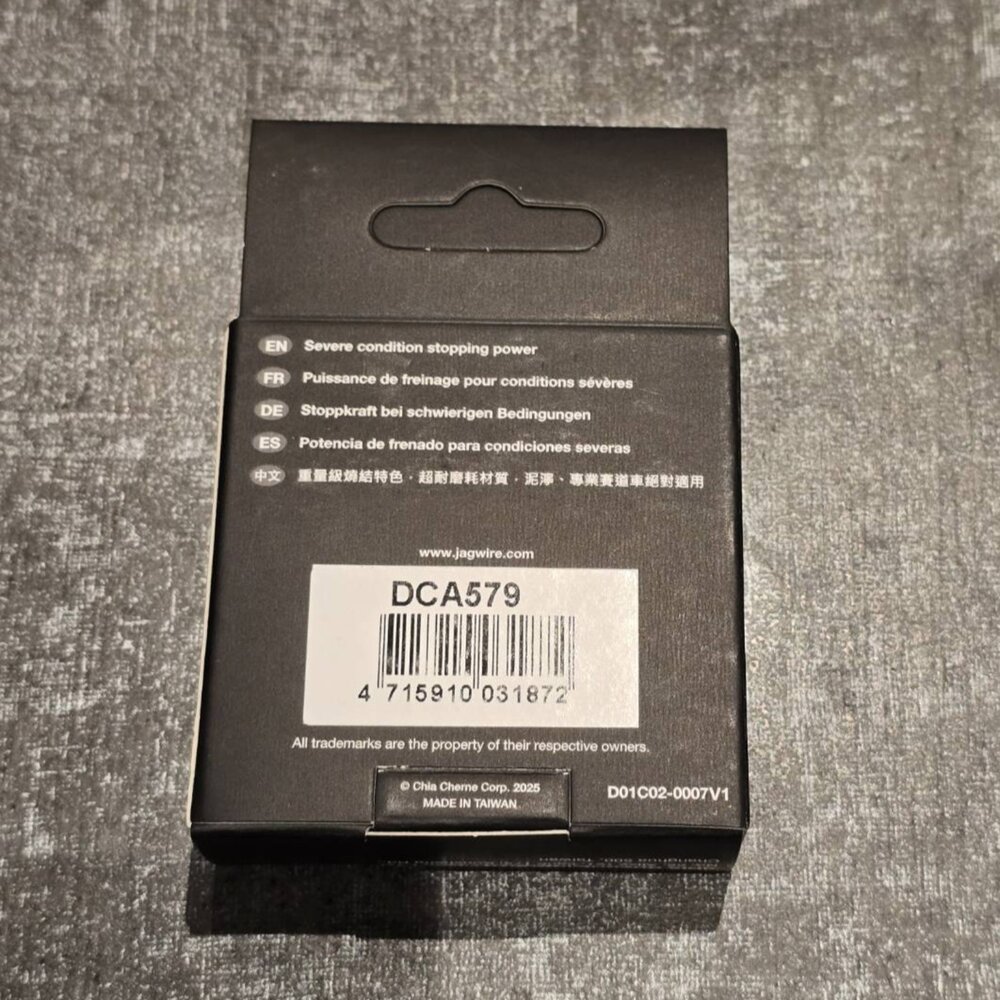 EN Severe condition stopping power
FR Puissance de freinage pour conditions sévères
DE Stoppkraft bei schwierigen Bedingungen
ES Potencia de frenado para condiciones severas
中文 重量級燒結特色,超耐磨耗材質,泥濘、專業賽道車絕對適用
www.jagwire.com
DCA579
4 715910 031872
All trademarks are the property of their respective owners.
© Chia Cherne Corp. 2025
MADE IN TAIWAN
D01C02-0007V1